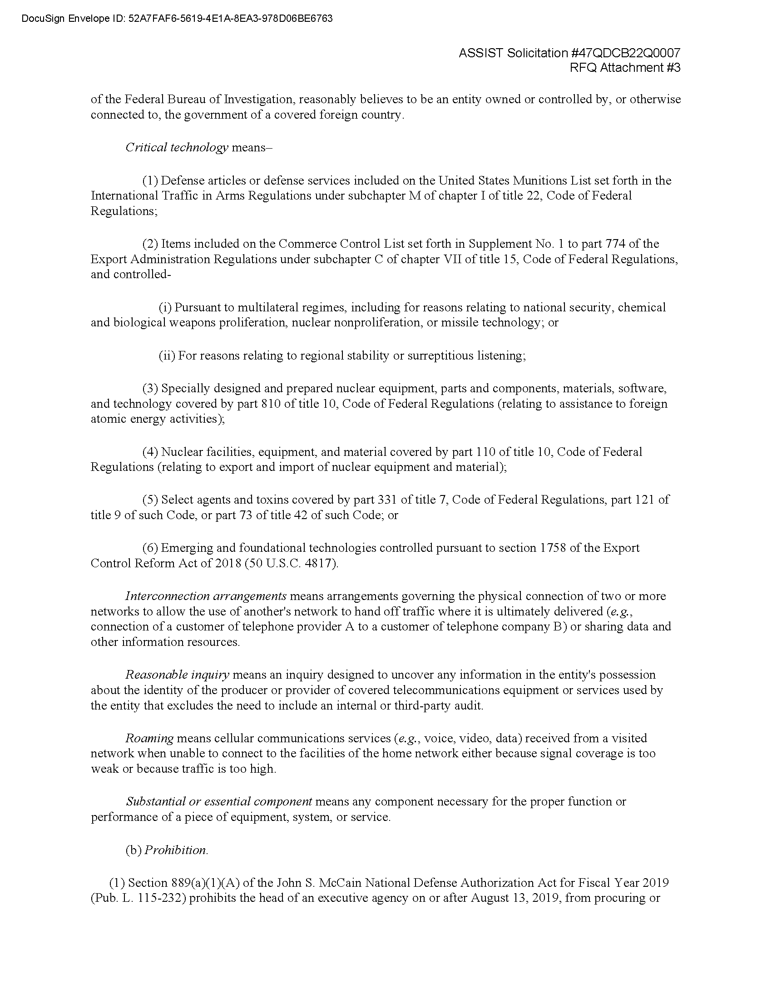 DocuSign Envelope ID: 52A7FAF6-5619-4E1A-8EA3-978D06BE6763
ASSIST Solicitation #47QDCB22Q0007
RFQ Attachment #3
of the Federal Bureau of Investigation, reasonably believes to be an entity owned or controlled by, or otherwise
connected to, the government of a covered foreign country.
Critical technology means–
(1) Defense articles or defense services included on the United States Munitions List set forth in the
International Traffic in Arms Regulations under subchapter M of chapter I of title 22, Code of Federal
Regulations;
(2) Items included on the Commerce Control List set forth in Supplement No. 1 to part 774 of the
Export Administration Regulations under subchapter C of chapter VII of title 15, Code of Federal Regulations,
and controlled-
(i) Pursuant to multilateral regimes, including for reasons relating to national security, chemical
and biological weapons proliferation, nuclear nonproliferation, or missile technology; or
(ii) For reasons relating to regional stability or surreptitious listening;
(3) Specially designed and prepared nuclear equipment, parts and components, materials, software,
and technology covered by part 810 of title 10, Code of Federal Regulations (relating to assistance to foreign
atomic energy activities);
(4) Nuclear facilities, equipment, and material covered by part 110 of title 10, Code of Federal
Regulations (relating to export and import of nuclear equipment and material);
(5) Select agents and toxins covered by part 331 of title 7, Code of Federal Regulations, part 121 of
title 9 of such Code, or part 73 of title 42 of such Code; or
(6) Emerging and foundational technologies controlled pursuant to section 1758 of the Export
Control Reform Act of 2018 (50 U.S.C. 4817).
Interconnection arrangements means arrangements governing the physical connection of two or more
networks to allow the use of another's network to hand off traffic where it is ultimately delivered (e.g.,
connection of a customer of telephone provider A to a customer of telephone company B) or sharing data and
other information resources.
Reasonable inquiry means an inquiry designed to uncover any information in the entity's possession
about the identity of the producer or provider of covered telecommunications equipment or services used by
the entity that excludes the need to include an internal or third-party audit.
Roaming means cellular communications services (e.g., voice, video, data) received from a visited
network when unable to connect to the facilities of the home network either because signal coverage is too
weak or because traffic is too high.
Substantial or essential component means any component necessary for the proper function or
performance of a piece of equipment, system, or service.
(b) Prohibition.
(1) Section 889(a)(1)(A) of the John S. McCain National Defense Authorization Act for Fiscal Year 2019
(Pub. L. 115-232) prohibits the head of an executive agency on or after August 13, 2019, from procuring or